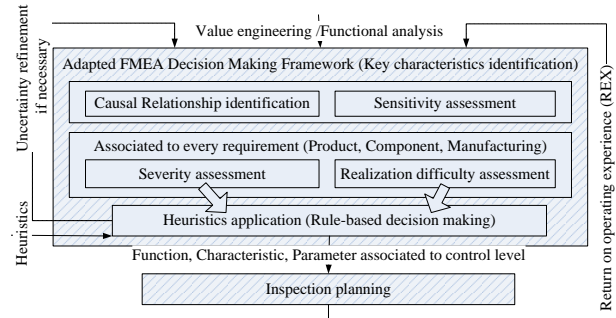 Value engineering /Functional analysis
Adapted FMEA Decision Making Framework (Key characteristics identification)
Causal Relationship identification
Sensitivity assessment
Associated to every requirement (Product, Component, Manufacturing)
Severity assessment
Realization difficulty assessment
Heuristics application (Rule-based decision making)
Function, Characteristic, Parameter associated to control level
Inspection planning
Uncertainty refinement
if necessary
Heuristics
Return on operating experience (REX)